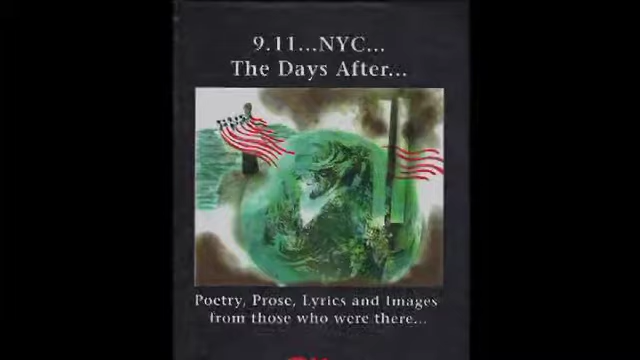 9.11...NYC...
The Days After...
Poetry, Prose, Lyrics and Images
from those who were there...